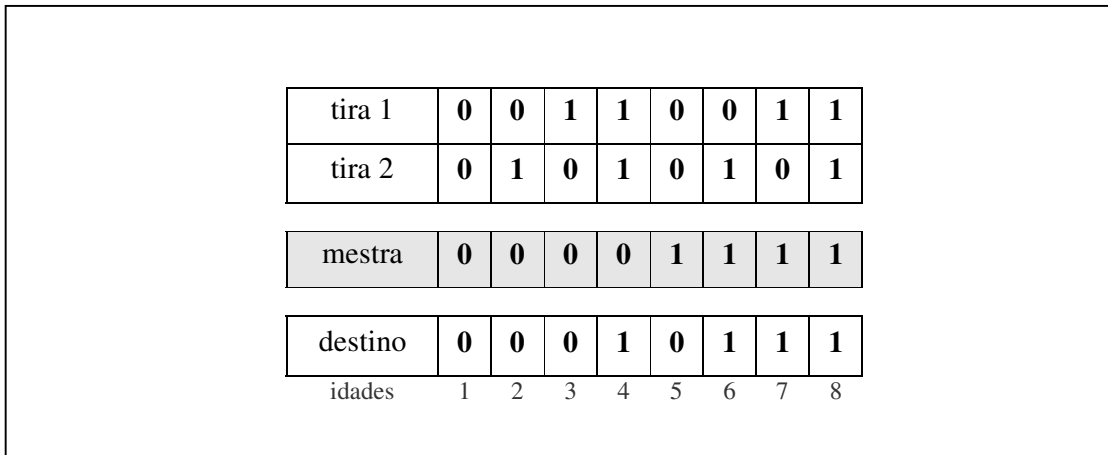 tira 1 0 0 1 1 0 0 1 1
tira 2 0 1 0 1 0 1 0 1
mestra 0 0 0 0 1 1 1 1
destino 0 0 0 1 0 1 1 1
idades 1 2 3 4 5 6 7 8